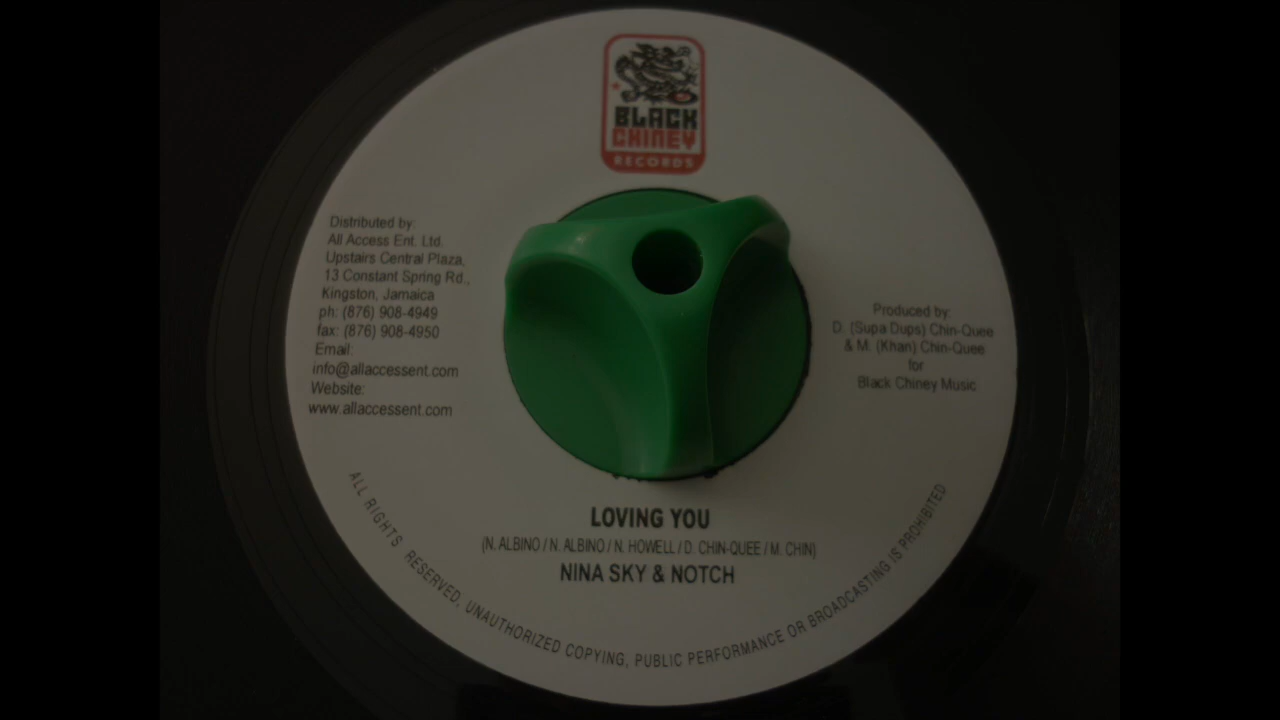 BLACK
CHINEY
RECORDS
Distributed by:
All Access Ent. Ltd.
Upstairs Central Plaza,
13 Constant Spring Rd.,
Kingston, Jamaica
ph: (876) 908-4949
fax: (876) 908-4950
Email:
info@allaccessent.com
Website:
www.allaccessent.com
Produced by:
D. (Supa Dups) Chin-Quee
& M. (Khan) Chin-Quee
for
Black Chiney Music
LOVING YOU
(N. ALBINO / N. ALBINO / N. HOWELL / D. CHIN-QUEE / M. CHIN)
NINA SKY & NOTCH
ALL RIGHTS RESERVED, UNAUTHORIZED COPYING, PUBLIC PERFORMANCE OR BROADCASTING IS PROHIBITED